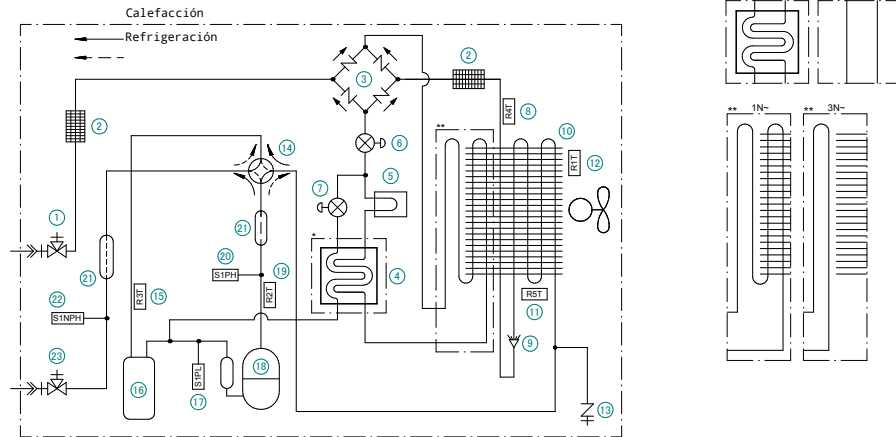 Calefacción
Refrigeración
2
3
2
8
R4T
10
**
**
1N~
**
3N~
14
6
R1T
12
5
7
1
21
20
19
*
21
S1PH
R2T
4
R3T
15
R5T
22
S1NPH
11
9
23
16
S1PL
17
18
13